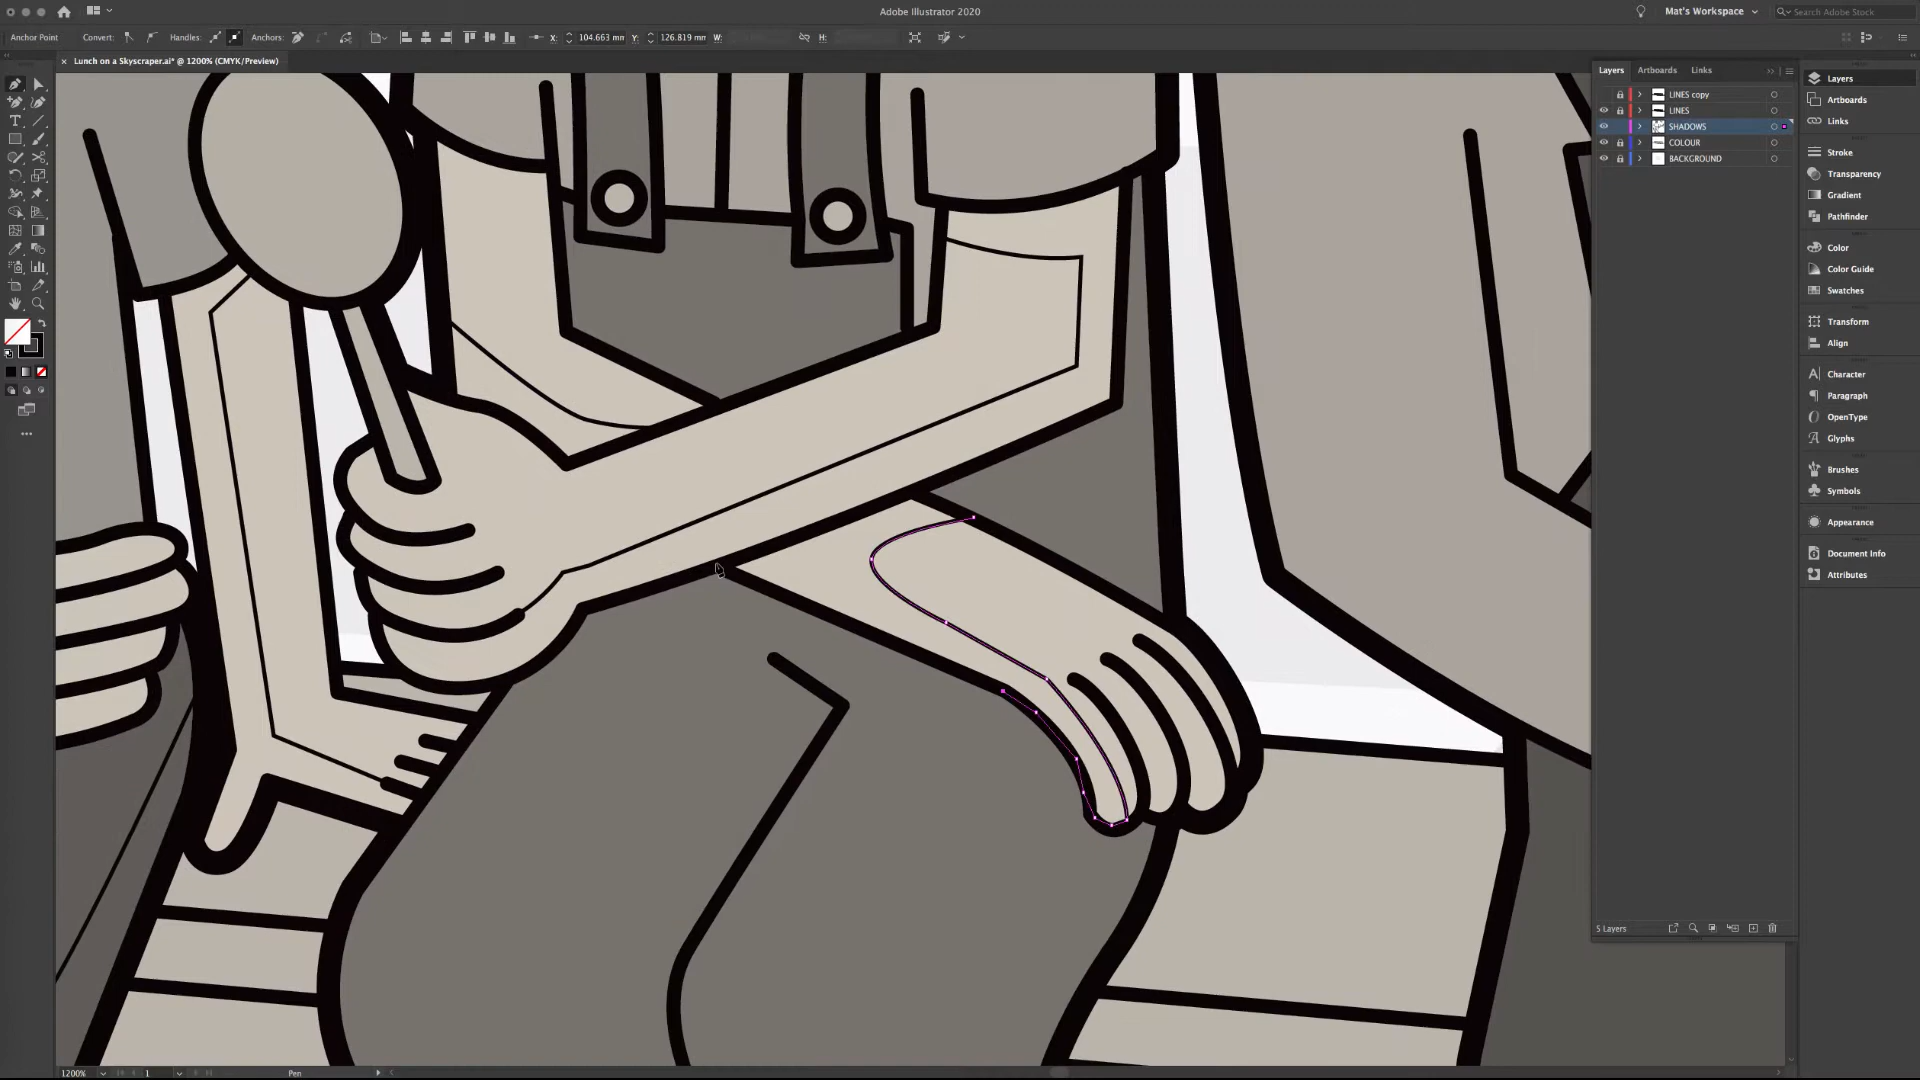 Adobe Illustrator 2020
Mat's Workspace
Search Adobe Stock
Anchor Point
Convert:
Handles:
Anchors:
X: 104.663 mm
Y: 126.819 mm
W:
H:
Lunch on a Skyscraper.ai* @ 1200% (CMYK/Preview)
Layers
Artboards
Links
LINES copy
LINES
SHADOWS
COLOUR
BACKGROUND
5 Layers
Layers
Artboards
Links
Stroke
Transparency
Gradient
Pathfinder
Color
Color Guide
Swatches
Transform
Align
Character
Paragraph
OpenType
Glyphs
Brushes
Symbols
Appearance
Document Info
Attributes
1200%
1
Pen